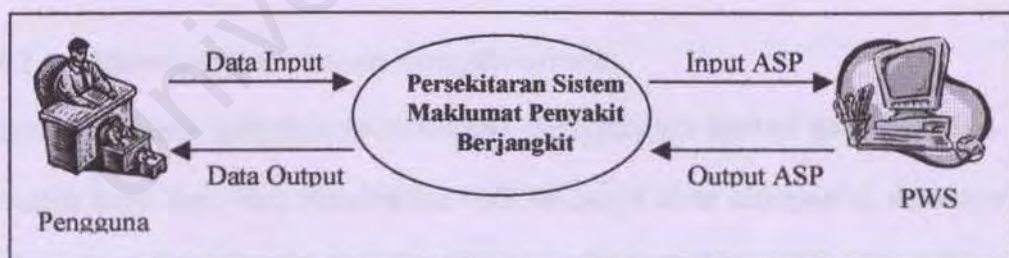 Data Input
Persekitaran Sistem
Maklumat Penyakit
Berjangkit
Input ASP
Data Output
Output ASP
Pengguna
PWS